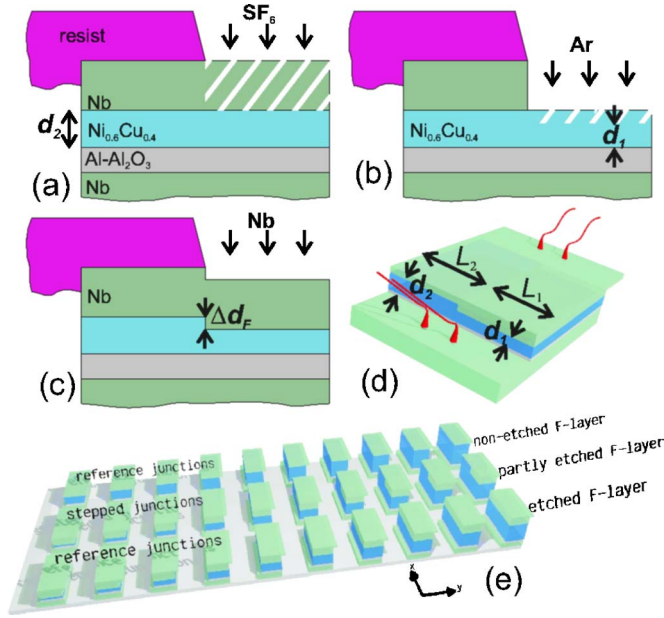 SF6
resist
Nb
d2
Ni0.6Cu0.4
Al-Al2O3
(a)
Nb
Ar
Ni0.6Cu0.4
d1
(b)
Nb
Nb
ΔdF
(c)
L2
L1
d2
d1
(d)
non-etched F-layer
reference junctions
partly etched F-layer
stepped junctions
etched F-layer
reference junctions
x
y
(e)